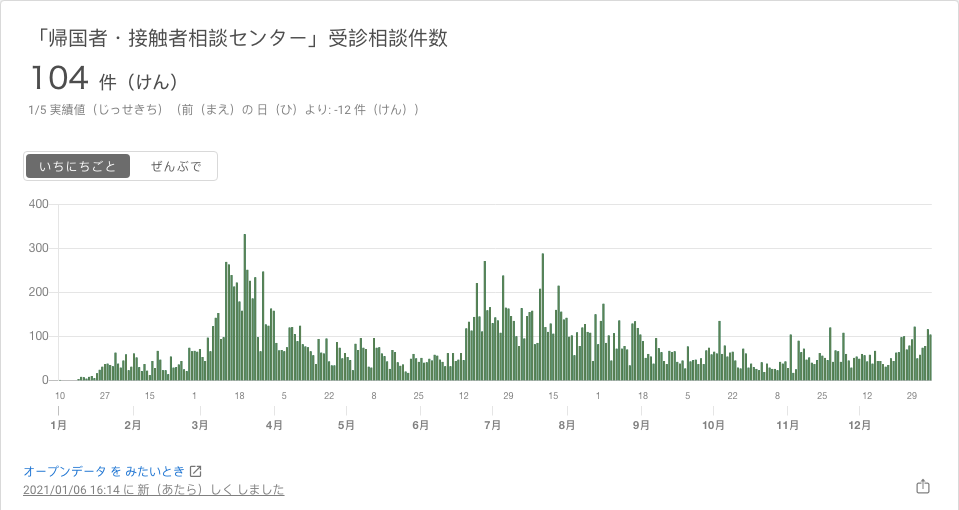 「帰国者・接触者相談センター」受診相談件数
104 件（けん）
1/5 実績値（じっせきち）（前（まえ）の 日（ひ）より: -12 件（けん））
いちにちごと ぜんぶで
400
300
200
100
0
10 27 15 1 18 5 22 8 25 12 29 15 1 18 5 22 8 25 12 29
1月 2月 3月 4月 5月 6月 7月 8月 9月 10月 11月 12月
オープンデータ を みたいとき
2021/01/06 16:14 に 新（あたら）しく しました